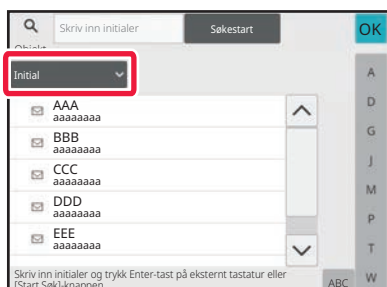 Skriv inn initialer Søkestart OK
Objekt
Initial
AAA
aaaaaaaa
BBB
aaaaaaaa
CCC
aaaaaaaa
DDD
aaaaaaaa
EEE
aaaaaaaa
A
D
G
J
M
P
T
W
Skriv inn initialer og trykk Enter-tast på eksternt tastatur eller
[Start Søk]-knappen
ABC